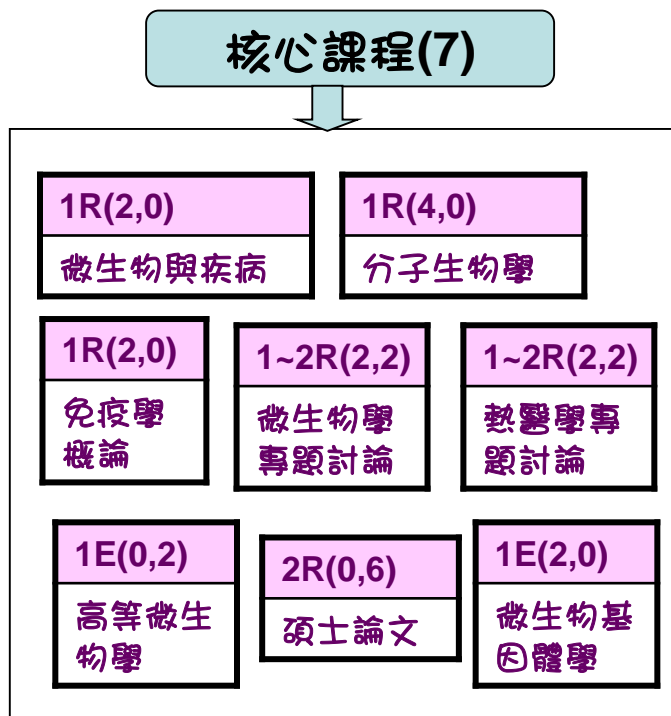 核心課程(7)
1R(2,0)
微生物與疾病
1R(4,0)
分子生物學
1R(2,0)
免疫學
概論
1~2R(2,2)
微生物學
專題討論
1~2R(2,2)
熱醫學專
題討論
1E(0,2)
高等微生
物學
2R(0,6)
碩士論文
1E(2,0)
微生物基
因體學